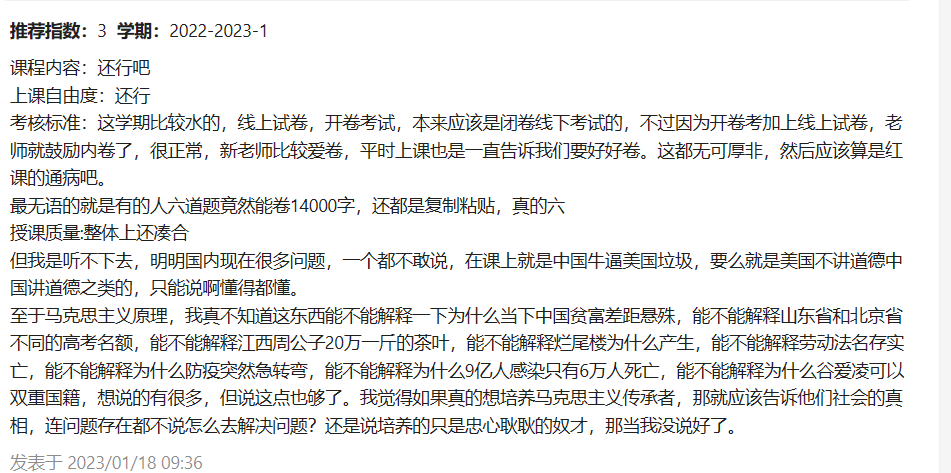 推荐指数：3 学期：2022-2023-1
课程内容：还行吧
上课自由度：还行
考核标准：这学期比较水的，线上试卷，开卷考试，本来应该是闭卷线下考试的，不过因为开卷考加上线上试卷，老
师就鼓励内卷了，很正常，新老师比较爱卷，平时上课也是一直告诉我们要好好卷。这都无可厚非，然后应该算是红
课的通病吧。
最无语的就是有的人六道题竟然能卷14000字，还都是复制粘贴，真的六
授课质量:整体上还凑合
但我是听不下去，明明国内现在很多问题，一个都不敢说，在课上就是中国牛逼美国垃圾，要么就是美国不讲道德中
国讲道德之类的，只能说啊懂得都懂。
至于马克思主义原理，我真不知道这东西能不能解释一下为什么当下中国贫富差距悬殊，能不能解释山东省和北京省
不同的高考名额，能不能解释江西周公子20万一斤的茶叶，能不能解释烂尾楼为什么产生，能不能解释劳动法名存实
亡，能不能解释为什么防疫突然急转弯，能不能解释为什么9亿人感染只有6万人死亡，能不能解释为什么谷爱凌可以
双重国籍，想说的有很多，但说这点也够了。我觉得如果真的想培养马克思主义传承者，那就应该告诉他们社会的真
相，连问题存在都不说怎么去解决问题？还是说培养的只是忠心耿耿的奴才，那当我没说好了。
发表于 2023/01/18 09:36